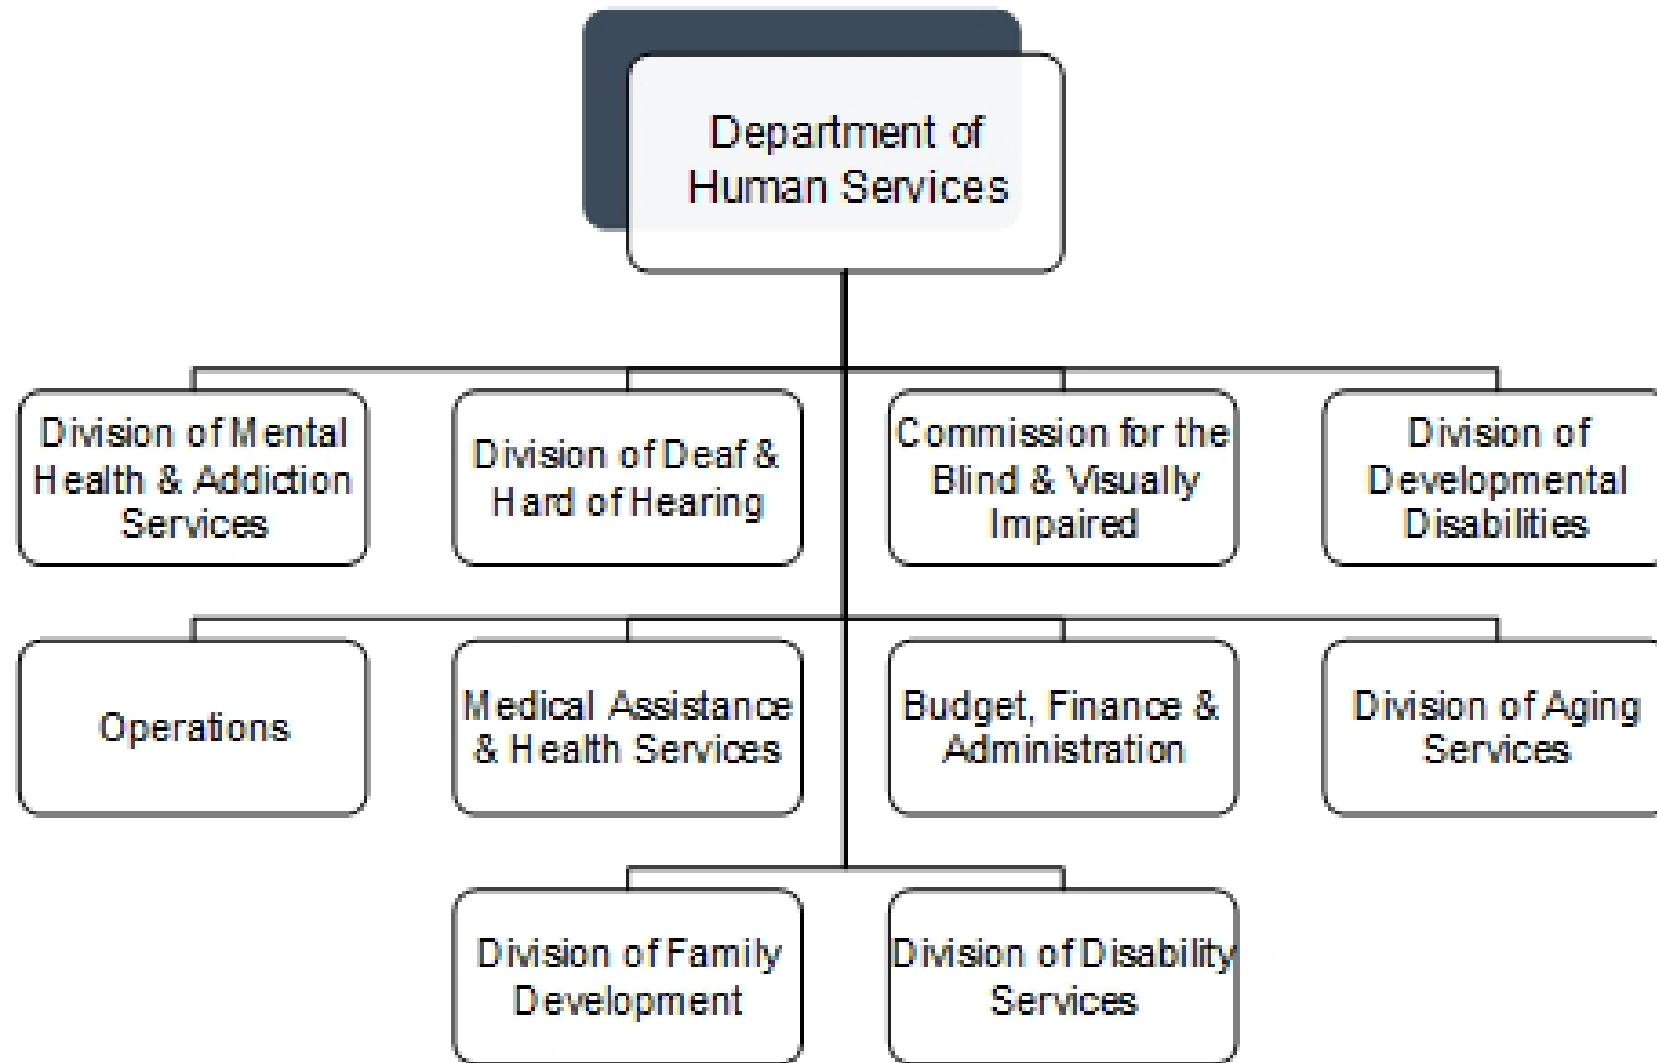 Department of
Human Services
Division of Mental
Health & Addiction
Services
Division of Deaf &
Hard of Hearing
Commission for the
Blind & Visually
Impaired
Division of
Developmental
Disabilities
Operations
Medical Assistance
& Health Services
Budget, Finance &
Administration
Division of Aging
Services
Division of Family
Development
Division of Disability
Services